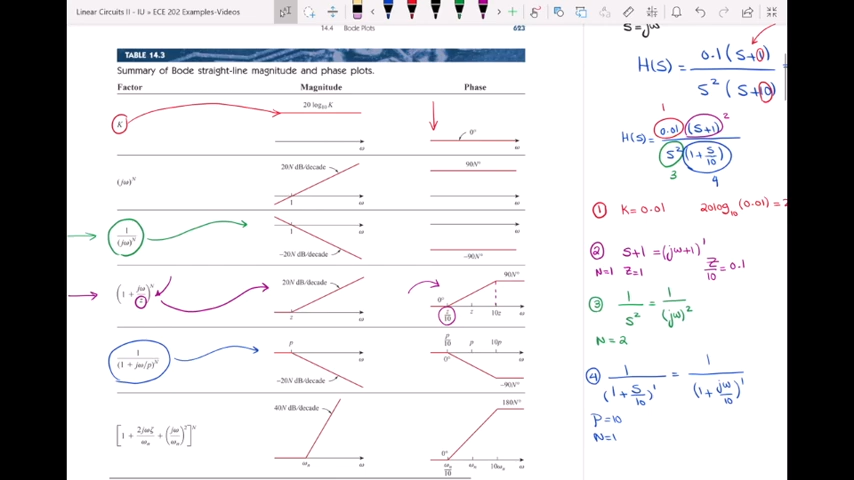 Linear Circuits II - IU » ECE 202 Examples-Videos
14.4 Bode Plots 623
TABLE 14.3
Summary of Bode straight-line magnitude and phase plots.
Factor Magnitude Phase
K
20 log₁₀ K
ω
0°
ω
(jω)ᴺ
20N dB/decade
1
ω
90N°
ω
1/(jω)ᴺ
1
ω
−20N dB/decade
ω
−90N°
(1 + jω/z)ᴺ
20N dB/decade
z
ω
90N°
0°
z/10 z 10z ω
1/(1 + jω/p)ᴺ
p
ω
−20N dB/decade
p/10 p 10p
0°
ω
−90N°
[1 + 2jωζ/ωₙ + (jω/ωₙ)²]ᴺ
40N dB/decade
ωₙ
ω
180N°
0°
ωₙ/10 ωₙ 10ωₙ ω
S=jω
H(S) = 0.1(S+1) / S²(S+10) =
1
2
H(S) = 0.01 (S+1) / S² (1+S/10)
3
4
① K=0.01 20log₁₀(0.01) = 2
② S+1 = (jω+1)¹
N=1 Z=1 Z/10 = 0.1
③ 1/S² = 1/(jω)²
N=2
④ 1/(1+S/10)¹ = 1/(1+jω/10)¹
P=10
N=1